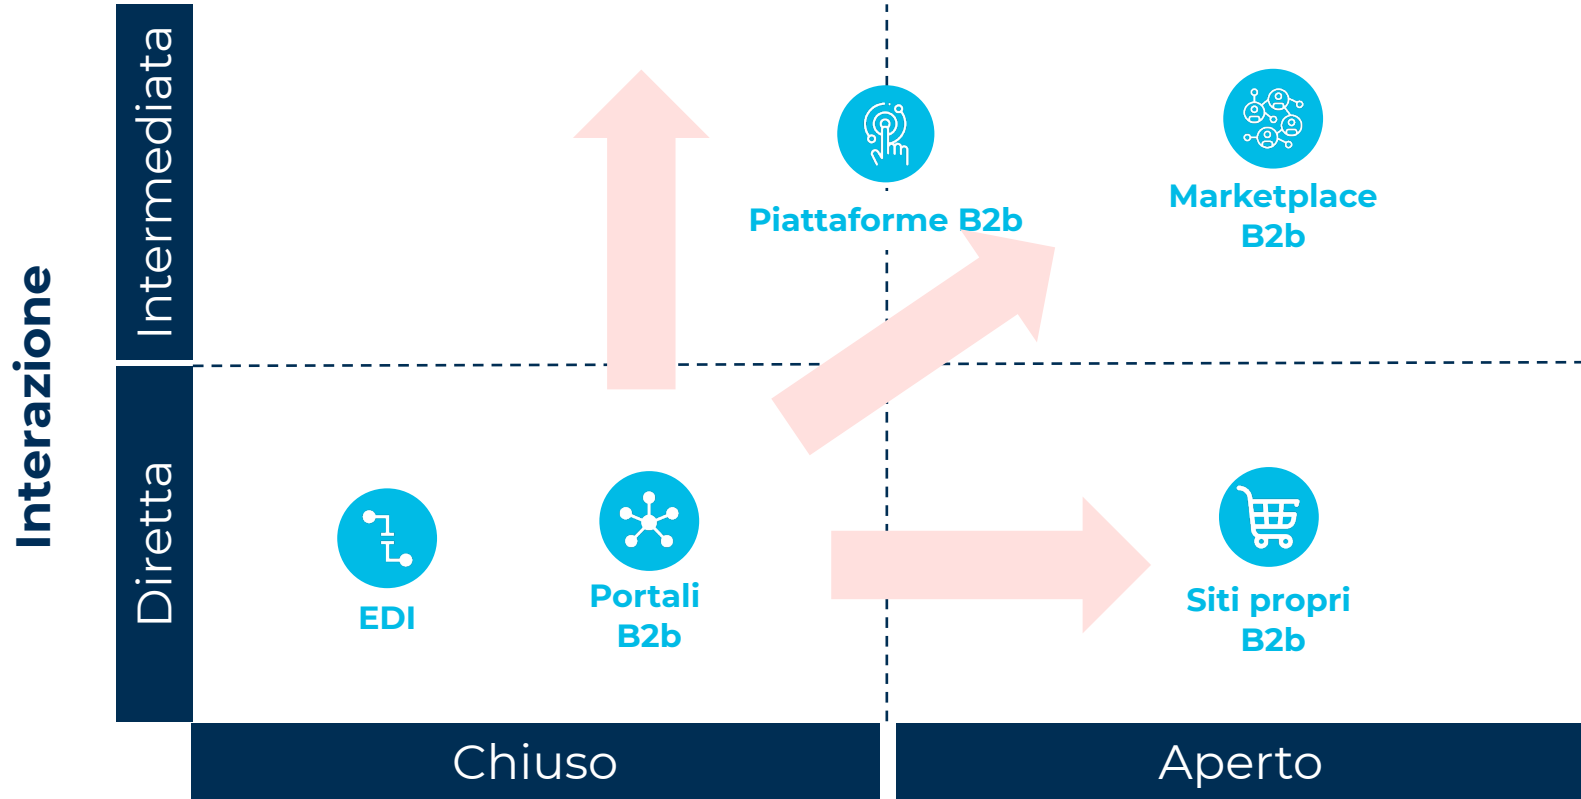 Interazione
Intermediata
Diretta
Piattaforme B2b
Marketplace
B2b
EDI
Portali
B2b
Siti propri
B2b
Chiuso
Aperto